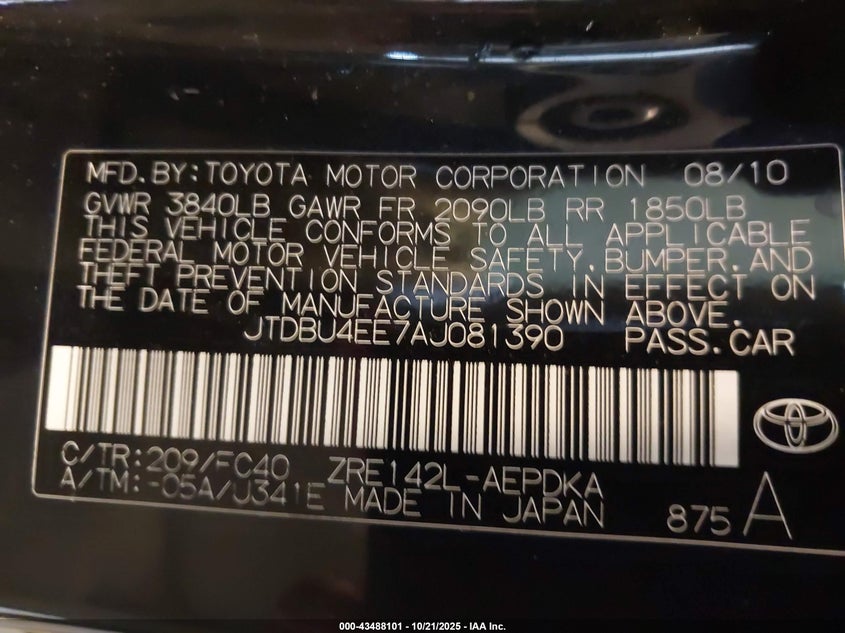 MFD. BY: TOYOTA MOTOR CORPORATION 08/10
GVWR 3840LB GAWR FR 2090LB RR 1850LB
THIS VEHICLE CONFORMS TO ALL APPLICABLE
FEDERAL MOTOR VEHICLE SAFETY, BUMPER, AND
THEFT PREVENTION STANDARDS IN EFFECT ON
THE DATE OF MANUFACTURE SHOWN ABOVE.
JTDBU4EE7AJ081390 PASS. CAR
C/TR: 209/FC40 ZRE142L-AEPDKA
A/TM: -05A/U341E MADE IN JAPAN 875 A
000-43488101 - 10/21/2025 - IAA Inc.